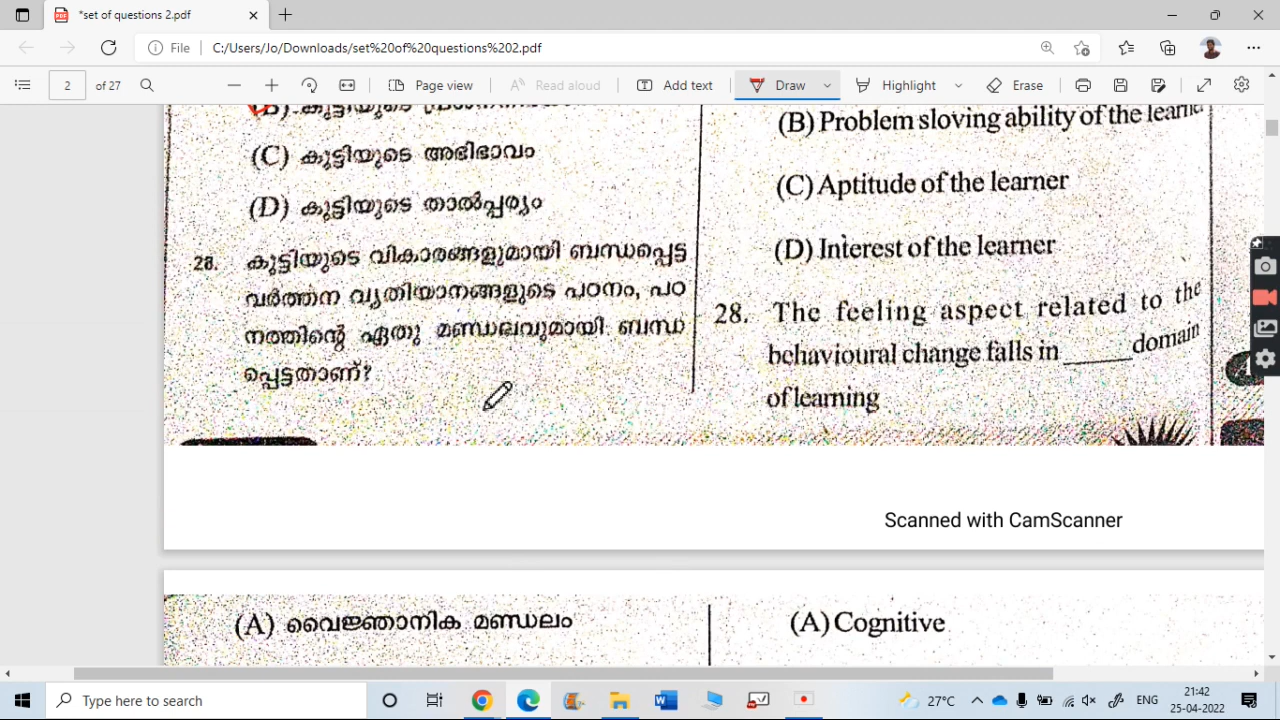 *set of questions 2.pdf
File C:/Users/Jo/Downloads/set%20of%20questions%202.pdf
2 of 27 Page view Read aloud Add text Draw Highlight Erase
(C) കുട്ടിയുടെ അഭിഭാവം
(D) കുട്ടിയുടെ താൽപ്പര്യം
28. കുട്ടിയുടെ വികാരങ്ങളുമായി ബന്ധപ്പെട്ട
വർത്തന വ്യതിയാനങ്ങളുടെ പഠനം, പഠ
നത്തിന്റെ ഏതു മണ്ഡലവുമായി ബന്ധ
പ്പെട്ടതാണ്?
(B) Problem sloving ability of the
(C) Aptitude of the learner
(D) Interest of the learner
28. The feeling aspect related to the
behavioural change falls in ______ domain
of learning
Scanned with CamScanner
(A) വൈജ്ഞാനിക മണ്ഡലം
(A) Cognitive
Type here to search
27°C ENG 21:42
25-04-2022